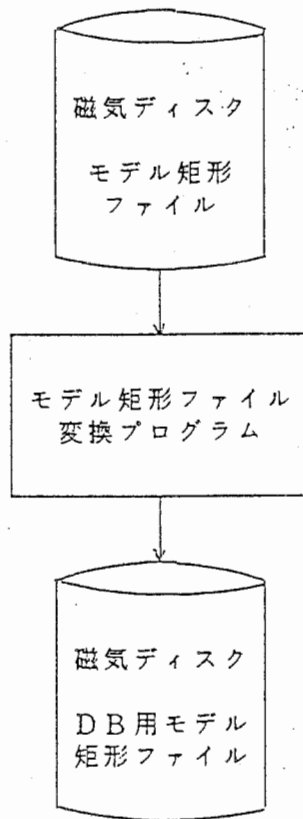 磁気ディスク
モデル矩形
ファイル
モデル矩形ファイル
変換プログラム
磁気ディスク
DB用モデル
矩形ファイル